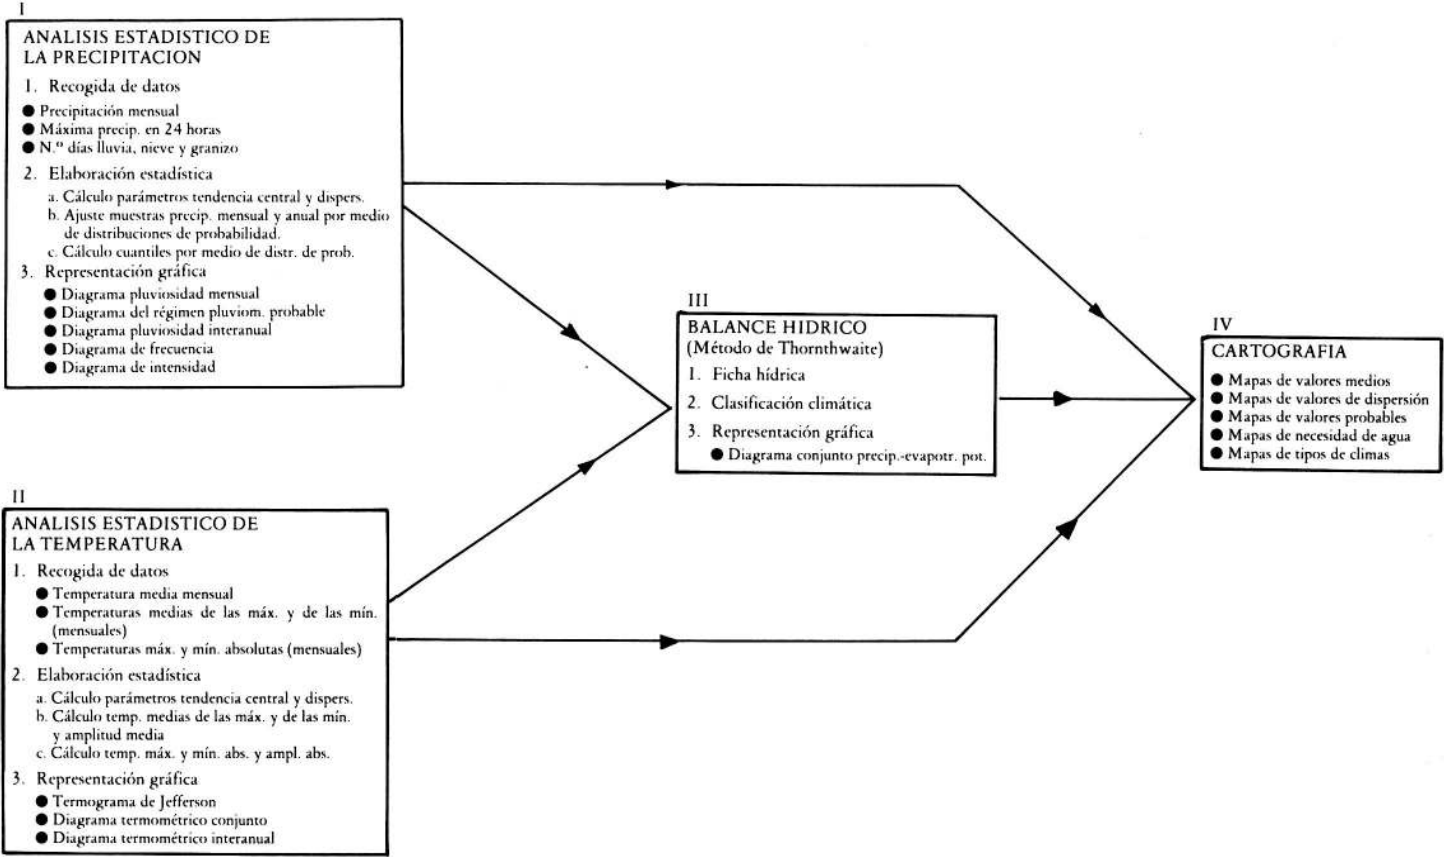 I
ANALISIS ESTADISTICO DE
LA PRECIPITACION
1. Recogida de datos
● Precipitación mensual
● Máxima precip. en 24 horas
● N.º días lluvia, nieve y granizo
2. Elaboración estadística
a. Cálculo parámetros tendencia central y dispers.
b. Ajuste muestras precip. mensual y anual por medio
de distribuciones de probabilidad.
c. Cálculo cuantiles por medio de distr. de prob.
3. Representación gráfica
● Diagrama pluviosidad mensual
● Diagrama del régimen pluviom. probable
● Diagrama pluviosidad interanual
● Diagrama de frecuencia
● Diagrama de intensidad
II
ANALISIS ESTADISTICO DE
LA TEMPERATURA
1. Recogida de datos
● Temperatura media mensual
● Temperaturas medias de las máx. y de las mín.
(mensuales)
● Temperaturas máx. y mín. absolutas (mensuales)
2. Elaboración estadística
a. Cálculo parámetros tendencia central y dispers.
b. Cálculo temp. medias de las máx. y de las mín.
y amplitud media
c. Cálculo temp. máx. y mín. abs. y ampl. abs.
3. Representación gráfica
● Termograma de Jefferson
● Diagrama termométrico conjunto
● Diagrama termométrico interanual
III
BALANCE HIDRICO
(Método de Thornthwaite)
1. Ficha hídrica
2. Clasificación climática
3. Representación gráfica
● Diagrama conjunto precip.-evapotr. pot.
IV
CARTOGRAFIA
● Mapas de valores medios
● Mapas de valores de dispersión
● Mapas de valores probables
● Mapas de necesidad de agua
● Mapas de tipos de climas